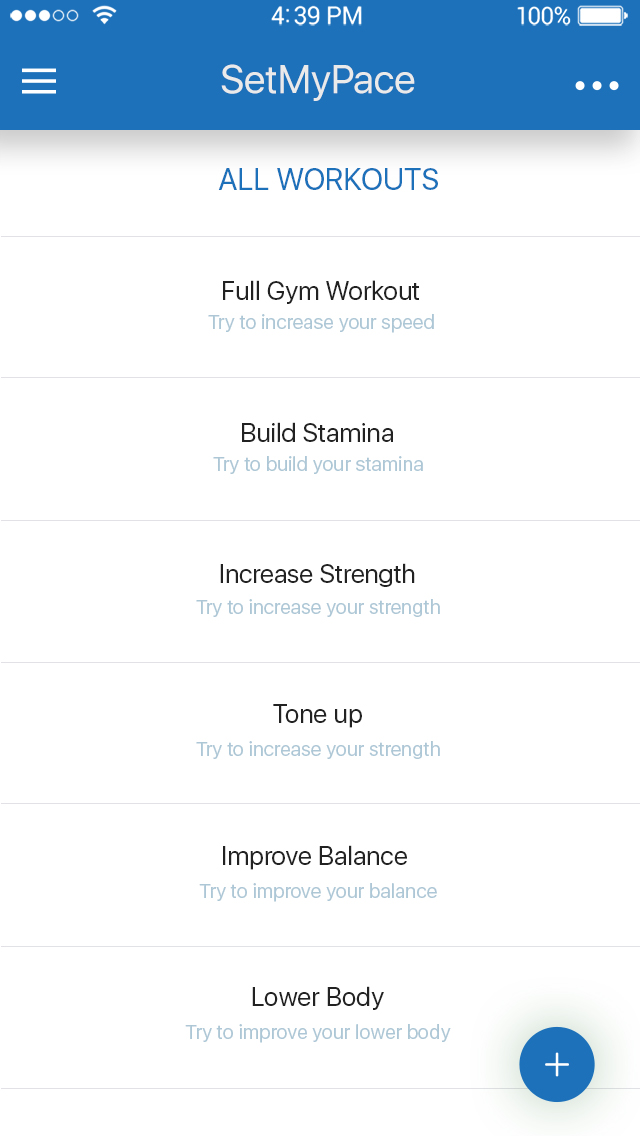 4:39 PM 100%
SetMyPace
ALL WORKOUTS
Full Gym Workout
Try to increase your speed
Build Stamina
Try to build your stamina
Increase Strength
Try to increase your strength
Tone up
Try to increase your strength
Improve Balance
Try to improve your balance
Lower Body
Try to improve your lower body